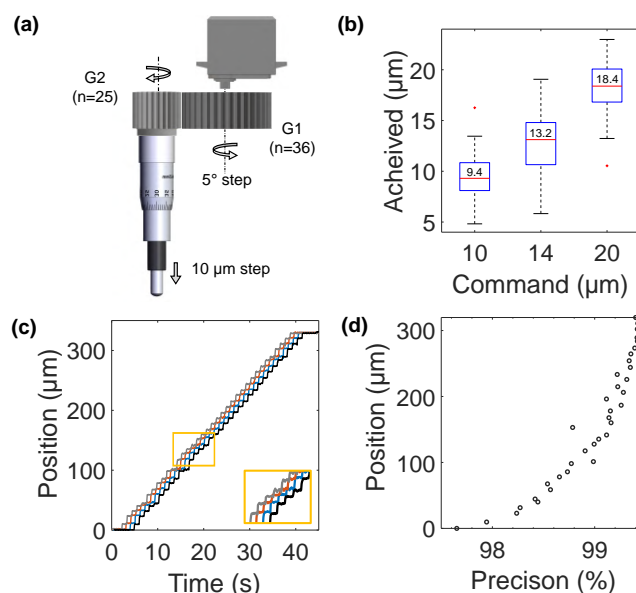 (a)
G2
(n=25)
G1
(n=36)
5° step
10 µm step
(b)
Acheived (µm)
20
15
10
5
9.4
13.2
18.4
10
14
20
Command (µm)
(c)
Position (µm)
300
200
100
0
0
10
20
30
40
Time (s)
(d)
Position (µm)
300
200
100
0
98
99
Precison (%)